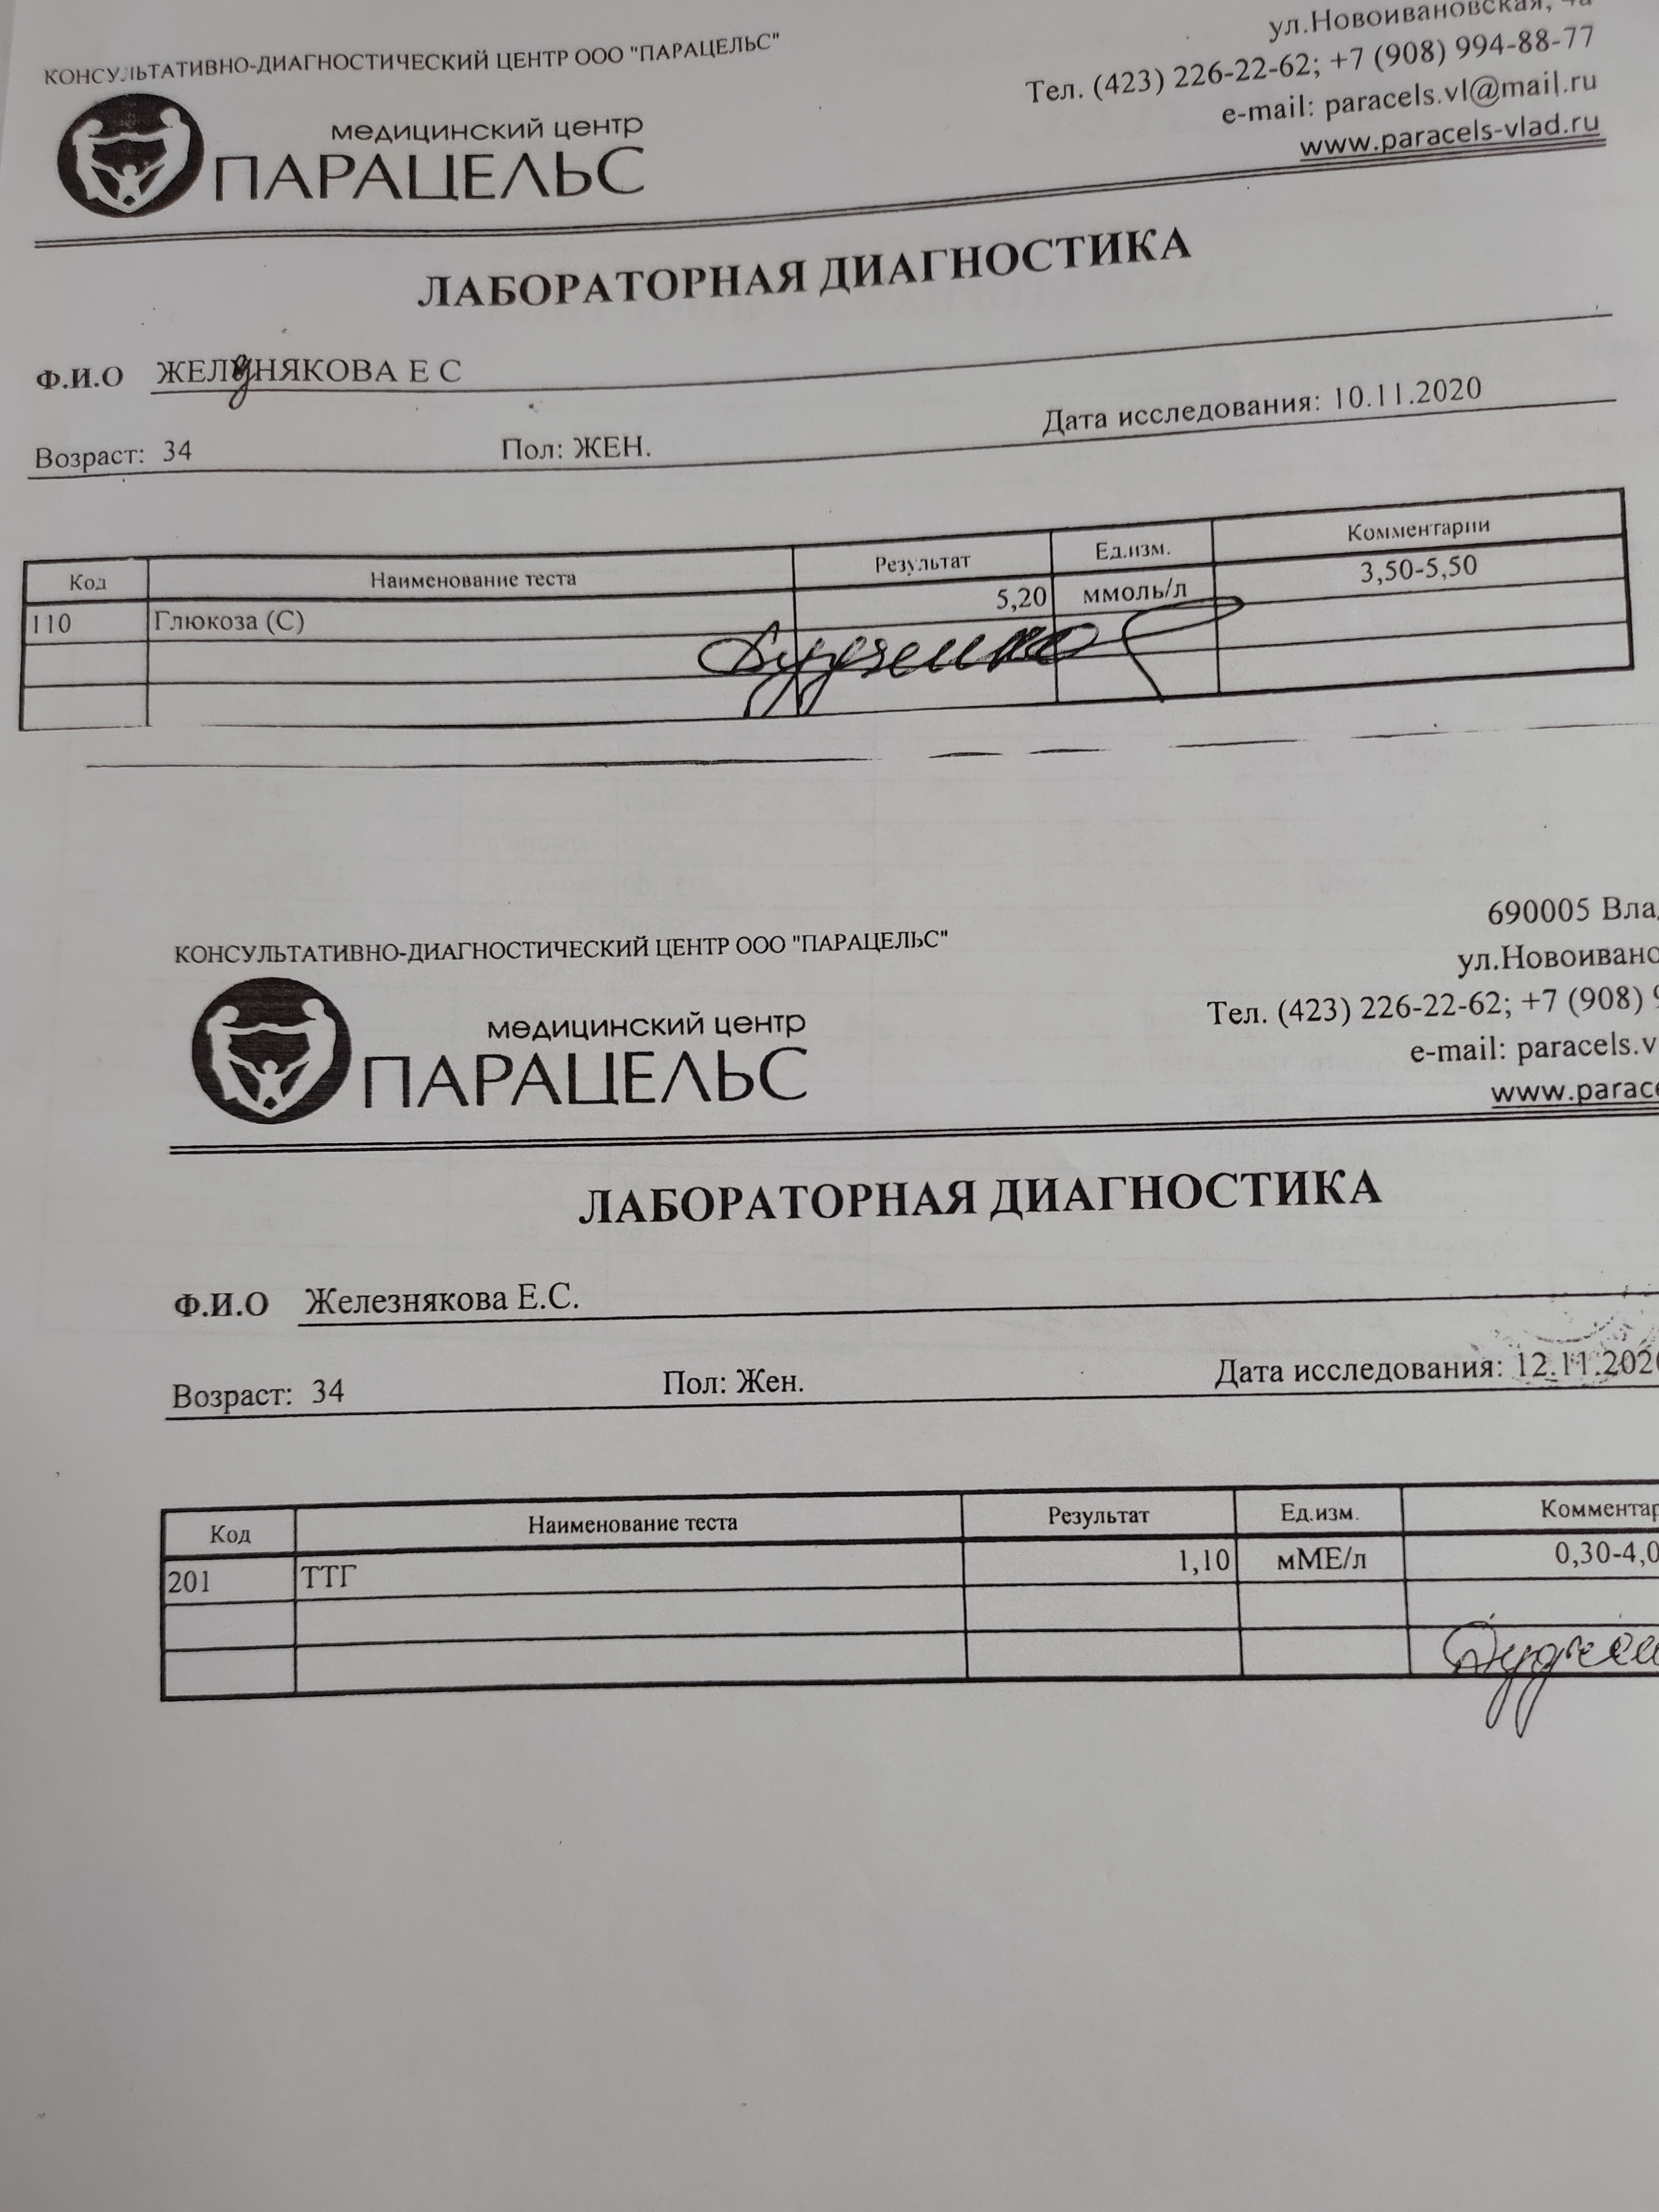 ул.Новоивановская, 4а
КОНСУЛЬТАТИВНО-ДИАГНОСТИЧЕСКИЙ ЦЕНТР ООО "ПАРАЦЕЛЬС"
Тел. (423) 226-22-62; +7 (908) 994-88-77
e-mail: paracels.vl@mail.ru
www.paracels-vlad.ru
медицинский центр
ПАРАЦЕЛЬС
ЛАБОРАТОРНАЯ ДИАГНОСТИКА
Ф.И.О ЖЕЛЗНЯКОВА Е С
Возраст: 34 Пол: ЖЕН. Дата исследования: 10.11.2020
Код Наименование теста Результат Ед.изм. Комментарии
110 Глюкоза (С) 5,20 ммоль/л 3,50-5,50
690005 Вла
КОНСУЛЬТАТИВНО-ДИАГНОСТИЧЕСКИЙ ЦЕНТР ООО "ПАРАЦЕЛЬС"
ул.Новоивано
Тел. (423) 226-22-62; +7 (908) 9
e-mail: paracels.v
www.parace
медицинский центр
ПАРАЦЕЛЬС
ЛАБОРАТОРНАЯ ДИАГНОСТИКА
Ф.И.О Железнякова Е.С.
Возраст: 34 Пол: Жен. Дата исследования: 12.11.2020
Код Наименование теста Результат Ед.изм. Комментар
201 ТТГ 1,10 мМЕ/л 0,30-4,0